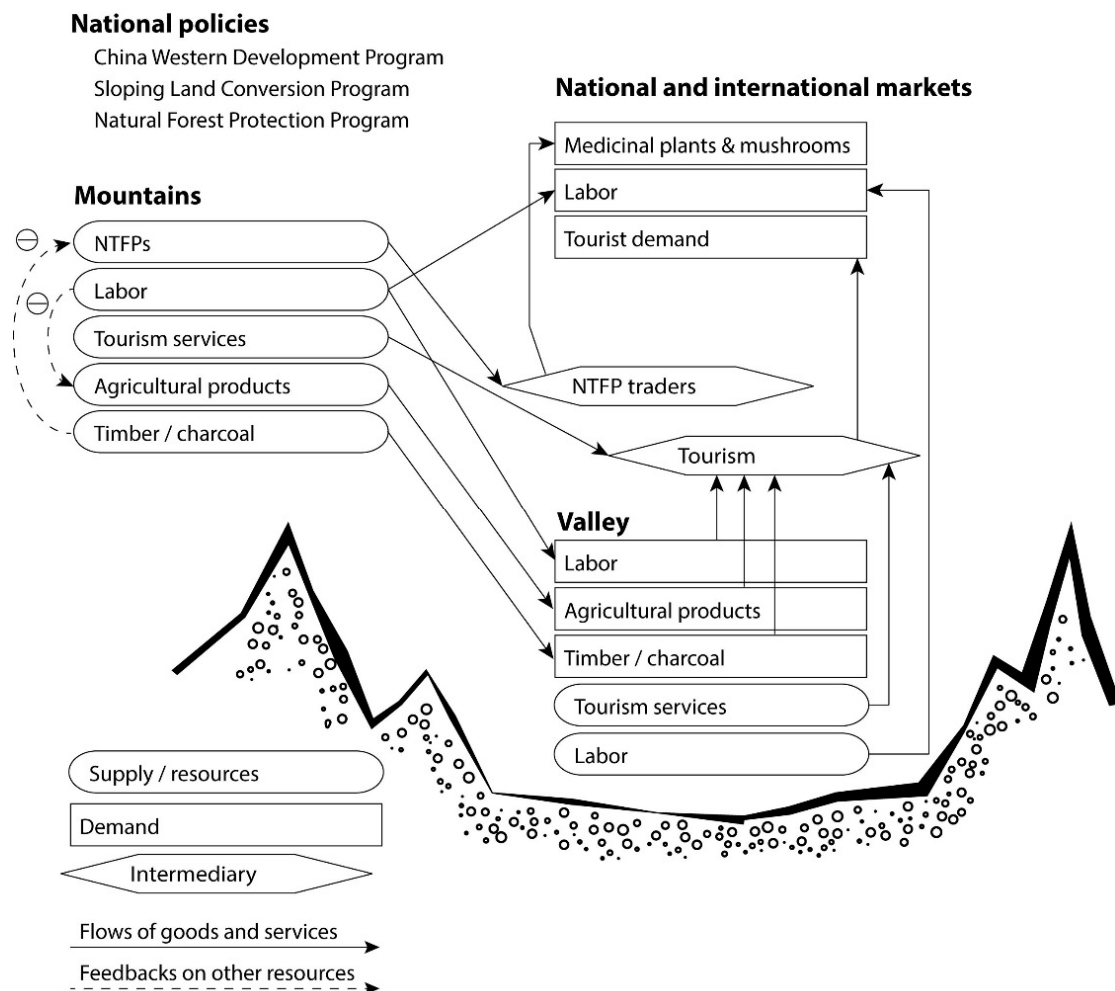 National policies
China Western Development Program
Sloping Land Conversion Program
Natural Forest Protection Program
National and international markets
Medicinal plants & mushrooms
Labor
Tourist demand
Mountains
NTFPs
Labor
Tourism services
Agricultural products
Timber / charcoal
NTFP traders
Tourism
Valley
Labor
Agricultural products
Timber / charcoal
Tourism services
Labor
Supply / resources
Demand
Intermediary
Flows of goods and services
Feedbacks on other resources